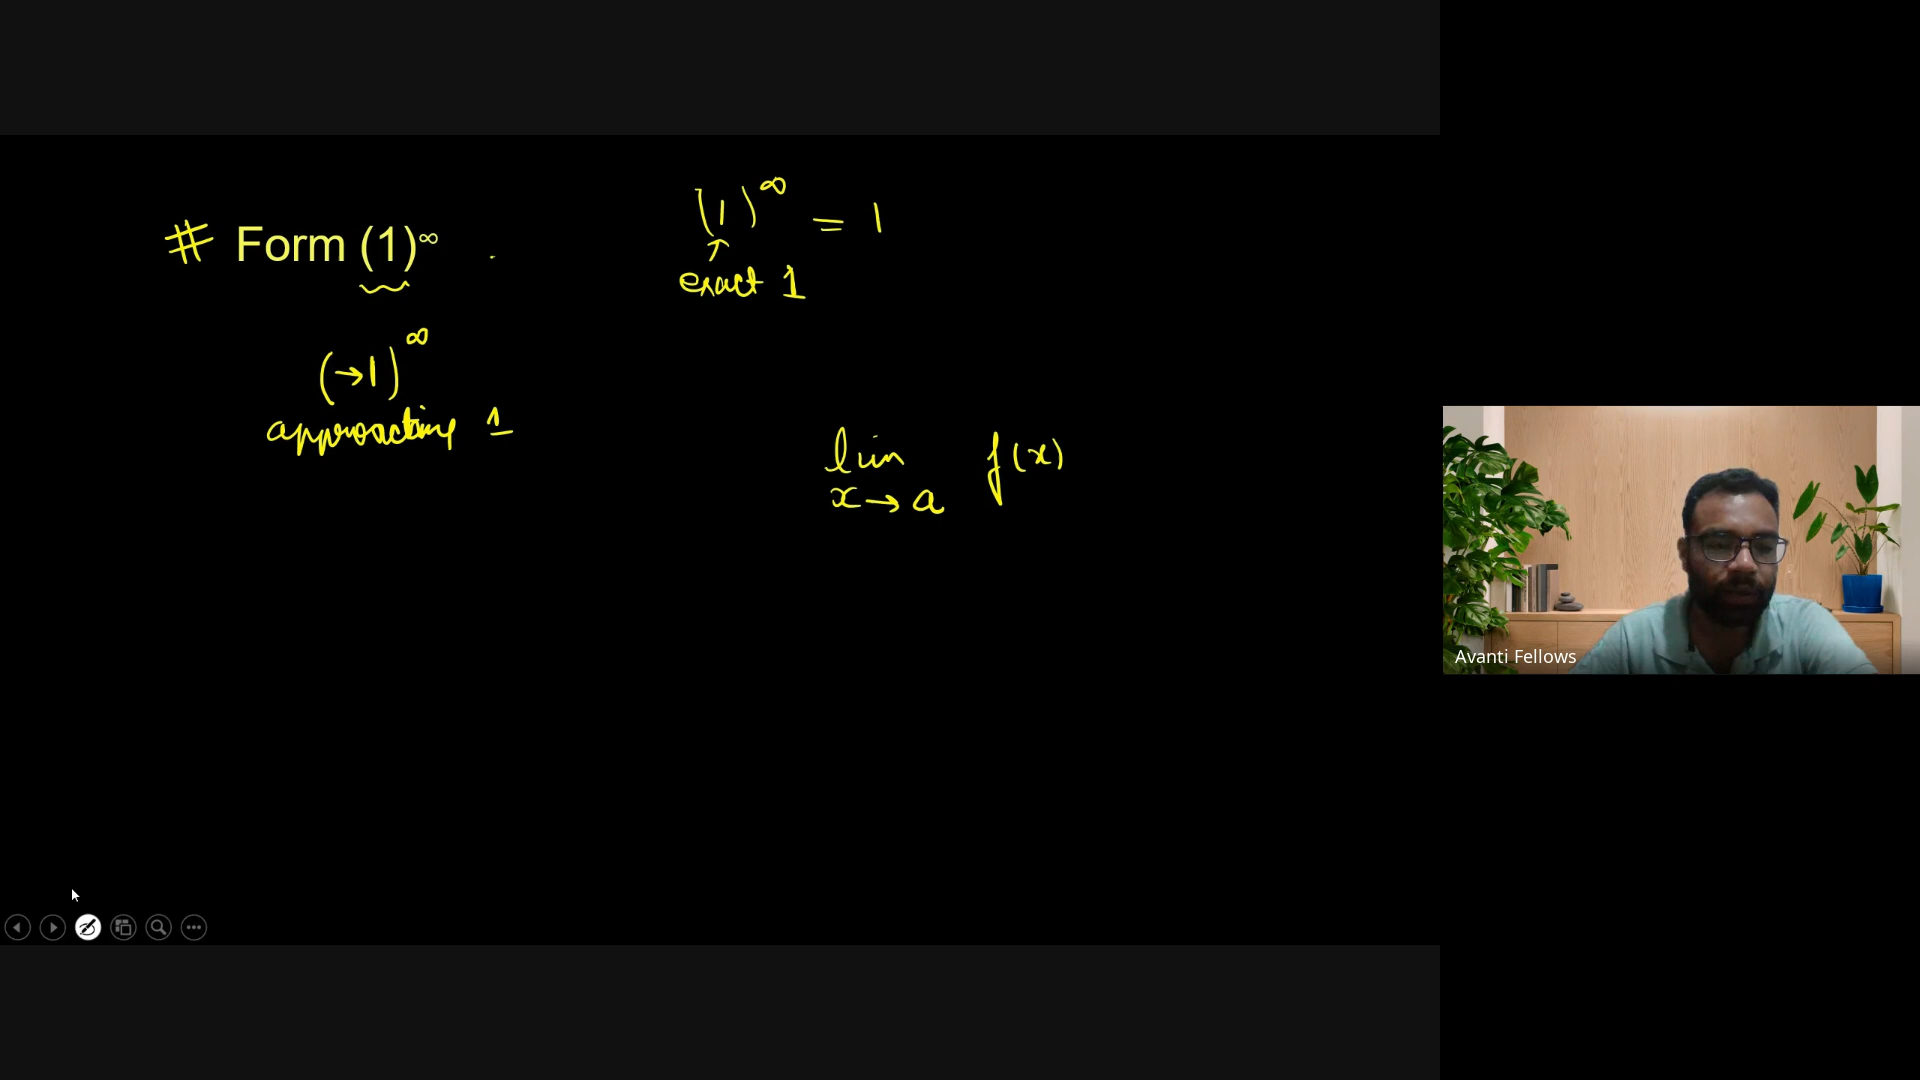 # Form (1)^∞
(1)^∞ = 1
↑
exact 1
(→1)^∞
approaching 1
lim f(x)
x→a
Avanti Fellows